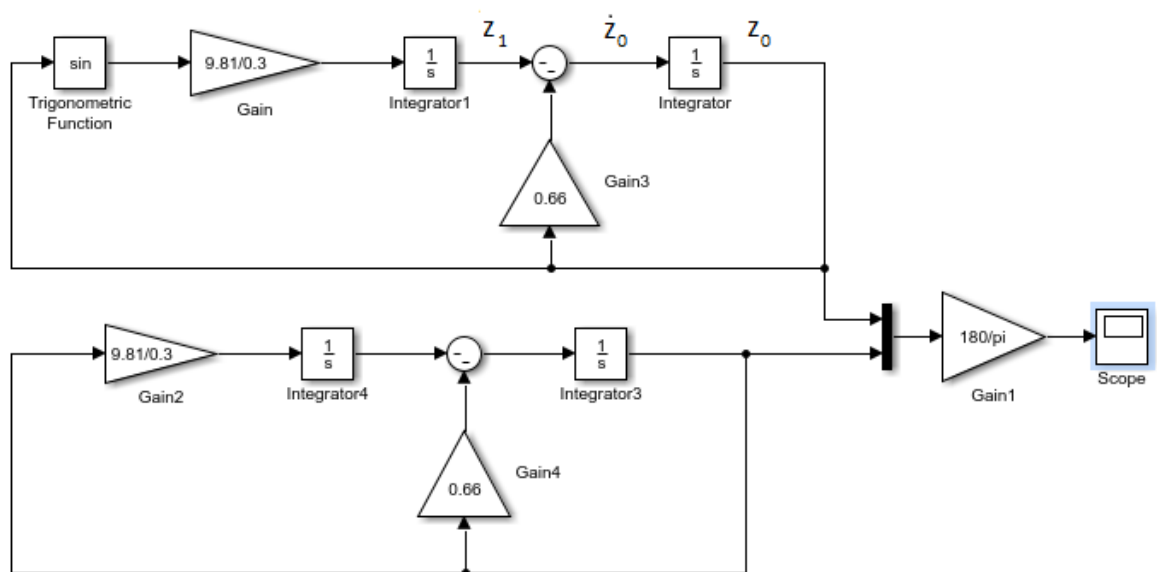 Z₁ Ż₀ Z₀
sin
9.81/0.3
1
s
- -
1
s
Trigonometric
Function
Gain
Integrator1
Integrator
0.66
Gain3
9.81/0.3
1
s
- -
1
s
180/pi
Gain2
Integrator4
Integrator3
Gain1
Scope
0.66
Gain4